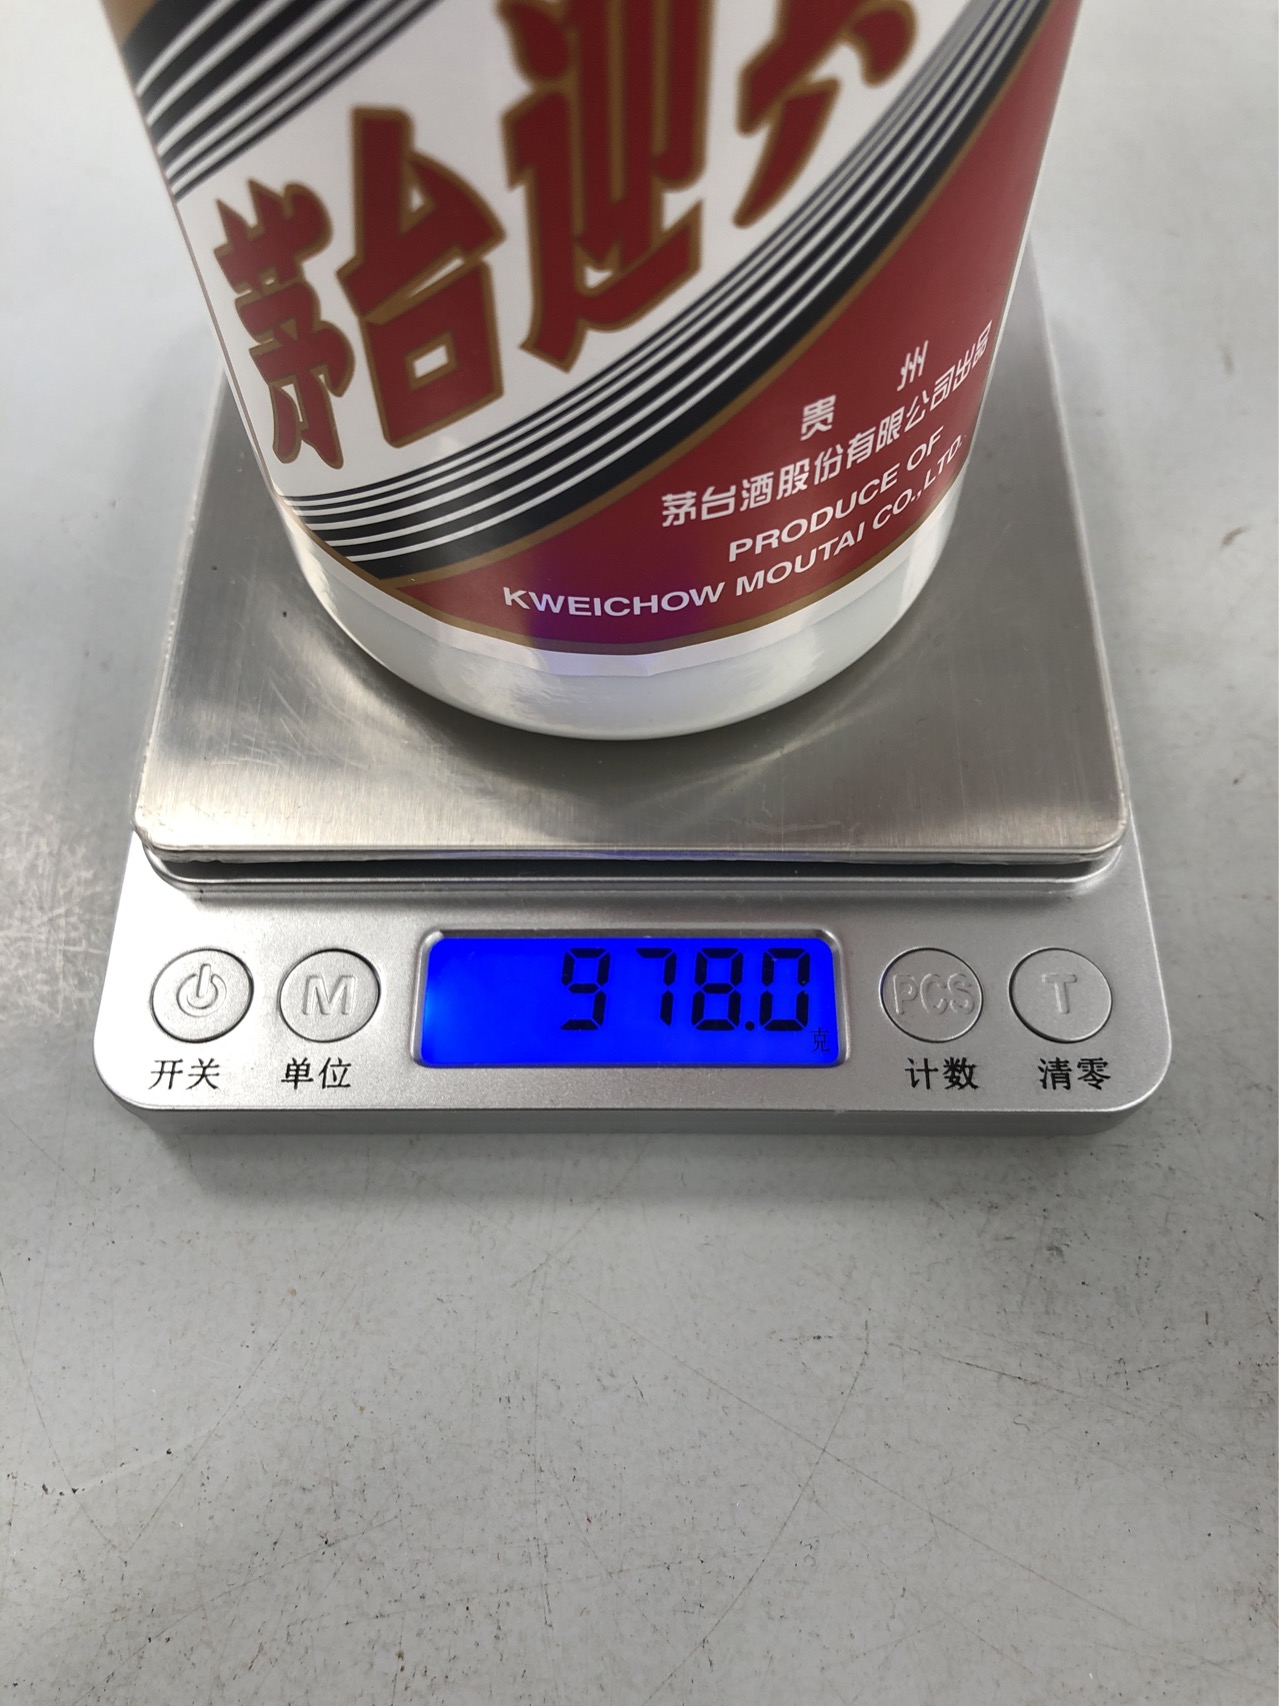 茅台迎
贵州
茅台酒股份有限公司出品
PRODUCE OF
KWEICHOW MOUTAI CO.,LTD.
978.0
克
M
PCS
T
开关
单位
计数
清零